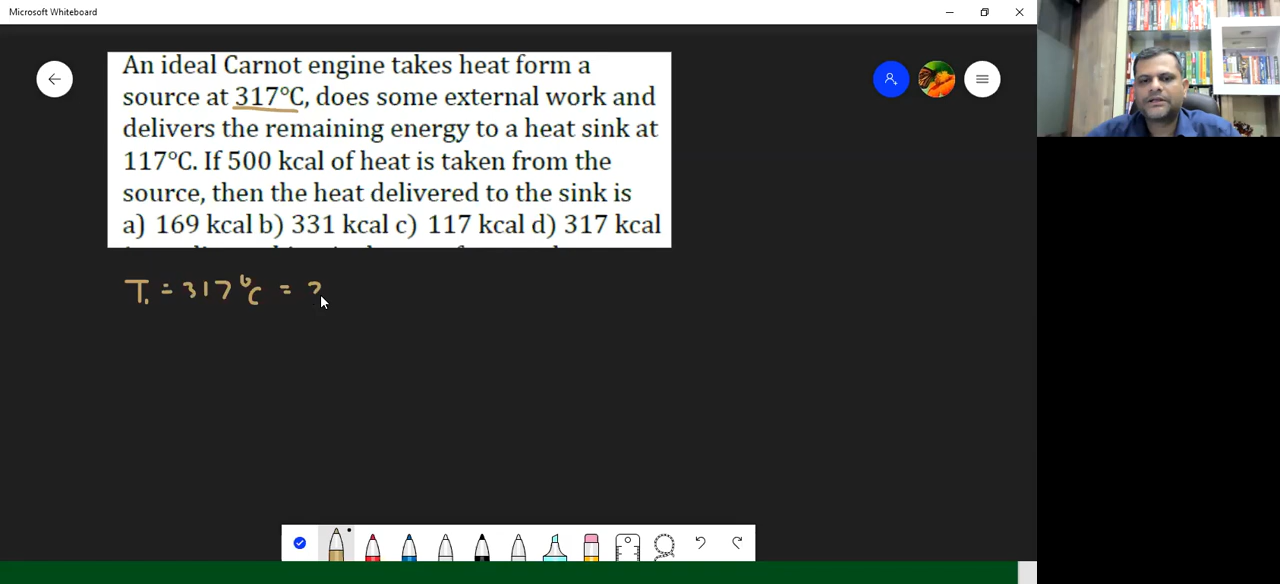 Microsoft Whiteboard
An ideal Carnot engine takes heat form a
source at 317°C, does some external work and
delivers the remaining energy to a heat sink at
117°C. If 500 kcal of heat is taken from the
source, then the heat delivered to the sink is
a) 169 kcal b) 331 kcal c) 117 kcal d) 317 kcal
T₁ = 317°C =